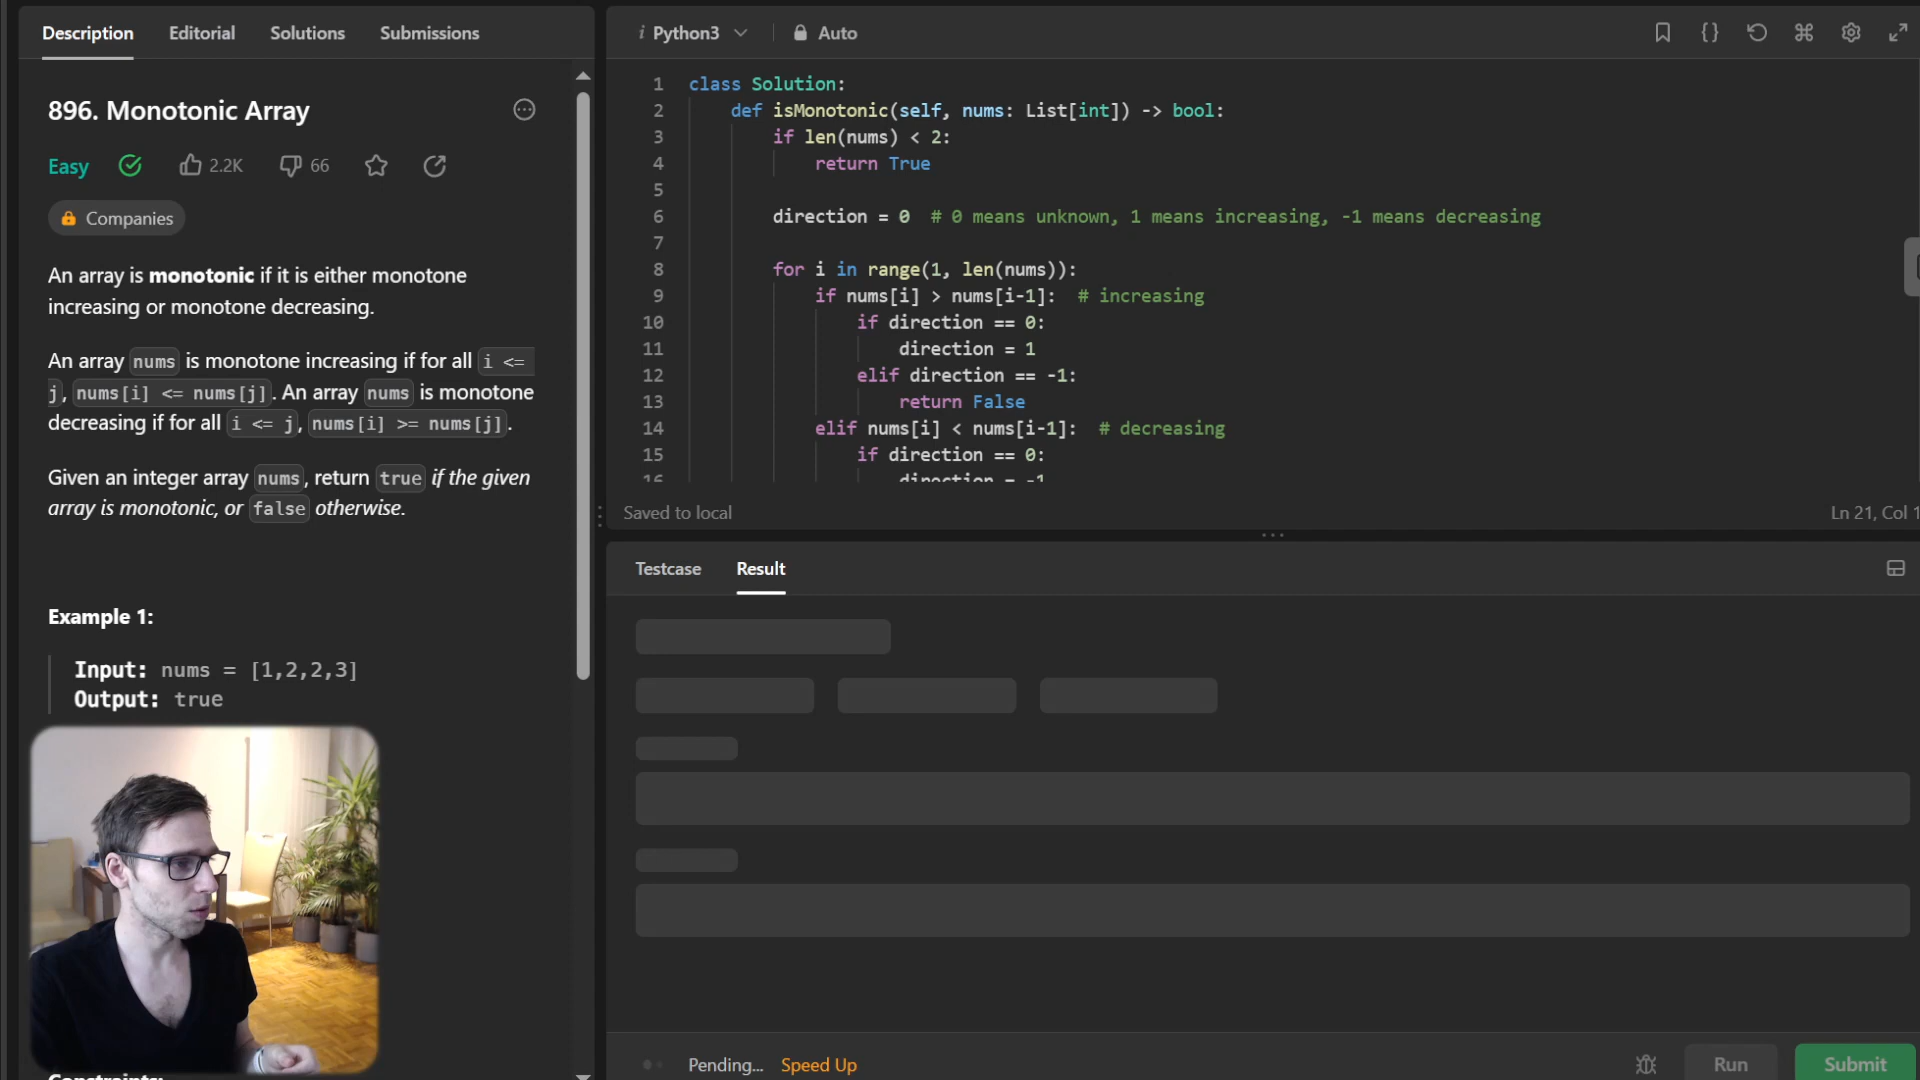 Description Editorial Solutions Submissions
896. Monotonic Array
Easy 2.2K 66
Companies
An array is monotonic if it is either monotone
increasing or monotone decreasing.
An array nums is monotone increasing if for all i <=
j, nums[i] <= nums[j]. An array nums is monotone
decreasing if for all i <= j, nums[i] >= nums[j].
Given an integer array nums, return true if the given
array is monotonic, or false otherwise.
Example 1:
Input: nums = [1,2,2,3]
Output: true
Constraints:
i Python3 Auto
1 class Solution:
2 def isMonotonic(self, nums: List[int]) -> bool:
3 if len(nums) < 2:
4 return True
5
6 direction = 0 # 0 means unknown, 1 means increasing, -1 means decreasing
7
8 for i in range(1, len(nums)):
9 if nums[i] > nums[i-1]: # increasing
10 if direction == 0:
11 direction = 1
12 elif direction == -1:
13 return False
14 elif nums[i] < nums[i-1]: # decreasing
15 if direction == 0:
16 direction = -1
Saved to local Ln 21, Col 1
Testcase Result
Pending... Speed Up Run Submit